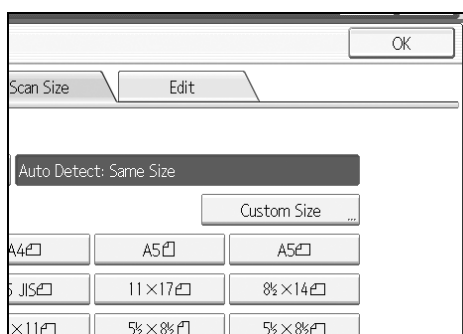 OK
Scan Size Edit
Auto Detect: Same Size
Custom Size ...
A4 A5 A5
JIS 11×17 8½×14
×11 5½×8½ 5½×8½